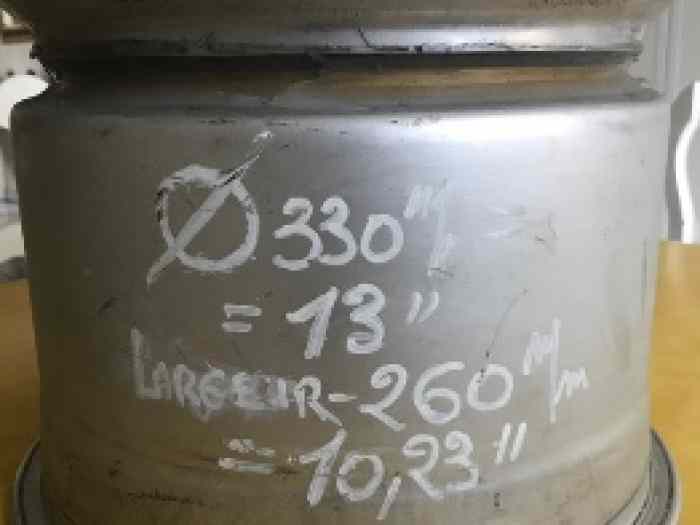 Ø 330 m/m
= 13"
LARGEUR-260 m/m
= 10,23"